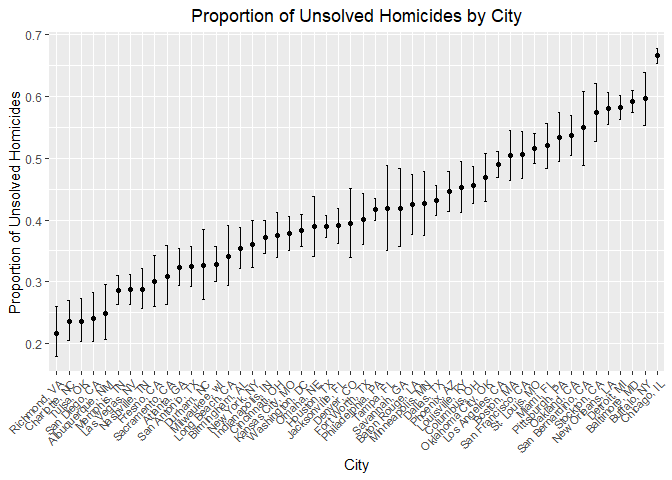 Proportion of Unsolved Homicides by City
Proportion of Unsolved Homicides
0.7
0.6
0.5
0.4
0.3
0.2
Richmond, VA
Charlotte, NC
Tulsa, OK
San Diego, CA
Albuquerque, NM
Memphis, TN
Las Vegas, NV
Nashville, TN
Fresno, CA
Sacramento, CA
Atlanta, GA
San Antonio, TX
Durham, NC
Milwaukee, wI
Long Beach, CA
Birmingham, AL
New York, NY
Indianapolis, IN
Cincinnati, OH
Kansas City, MO
Washington, DC
Omaha, NE
Houston, TX
Jacksonville, FL
Denver, CO
Fort Worth, TX
Philadelphia, PA
Tampa, FL
Savannah, GA
Baton Rouge, LA
Minneapolis, MN
Dallas, TX
Phoenix, AZ
Louisville, KY
Columbus, OH
Oklahoma City, OK
Los Angeles, CA
Boston, MA
San Francisco, CA
St. Louis, MO
Miami, FL
Pittsburgh, PA
Oakland, CA
San Bernardino, CA
Stockton, CA
New Orleans, LA
Detroit, MI
Baltimore, MD
Buffalo, NY
Chicago, IL
City